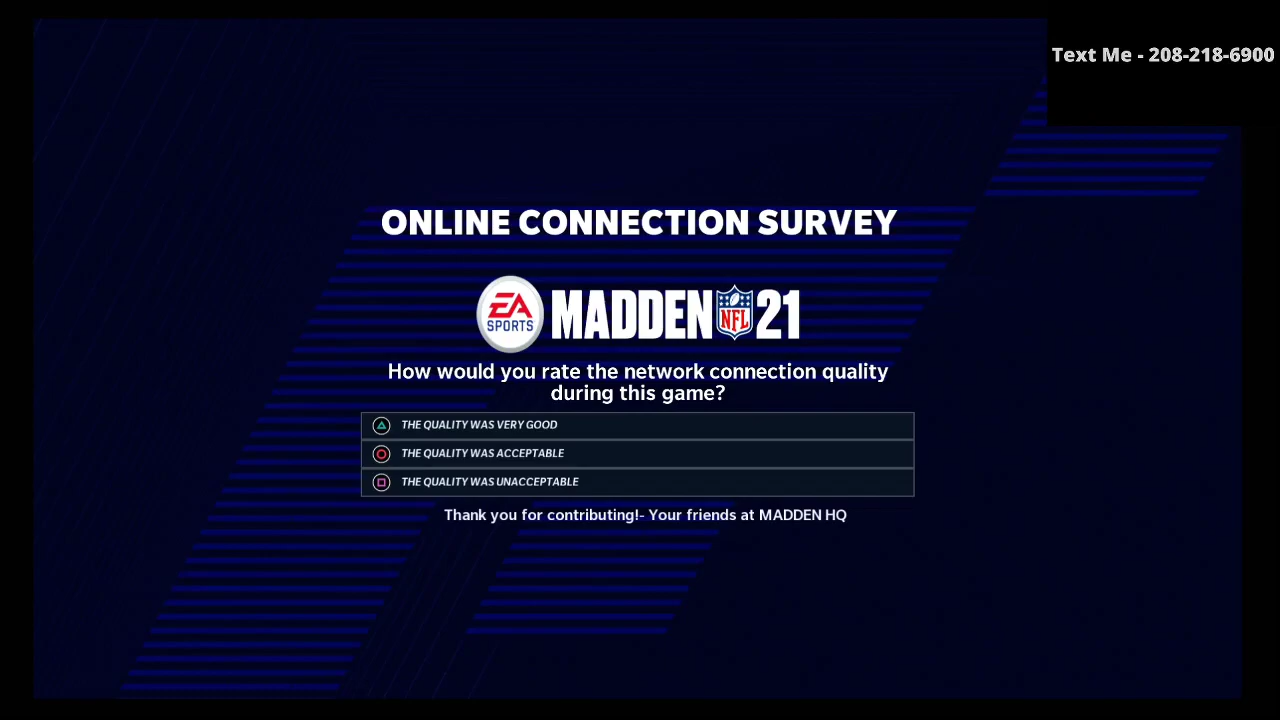 Text Me - 208-218-6900
ONLINE CONNECTION SURVEY
EA SPORTS MADDEN NFL 21
How would you rate the network connection quality
during this game?
THE QUALITY WAS VERY GOOD
THE QUALITY WAS ACCEPTABLE
THE QUALITY WAS UNACCEPTABLE
Thank you for contributing!- Your friends at MADDEN HQ